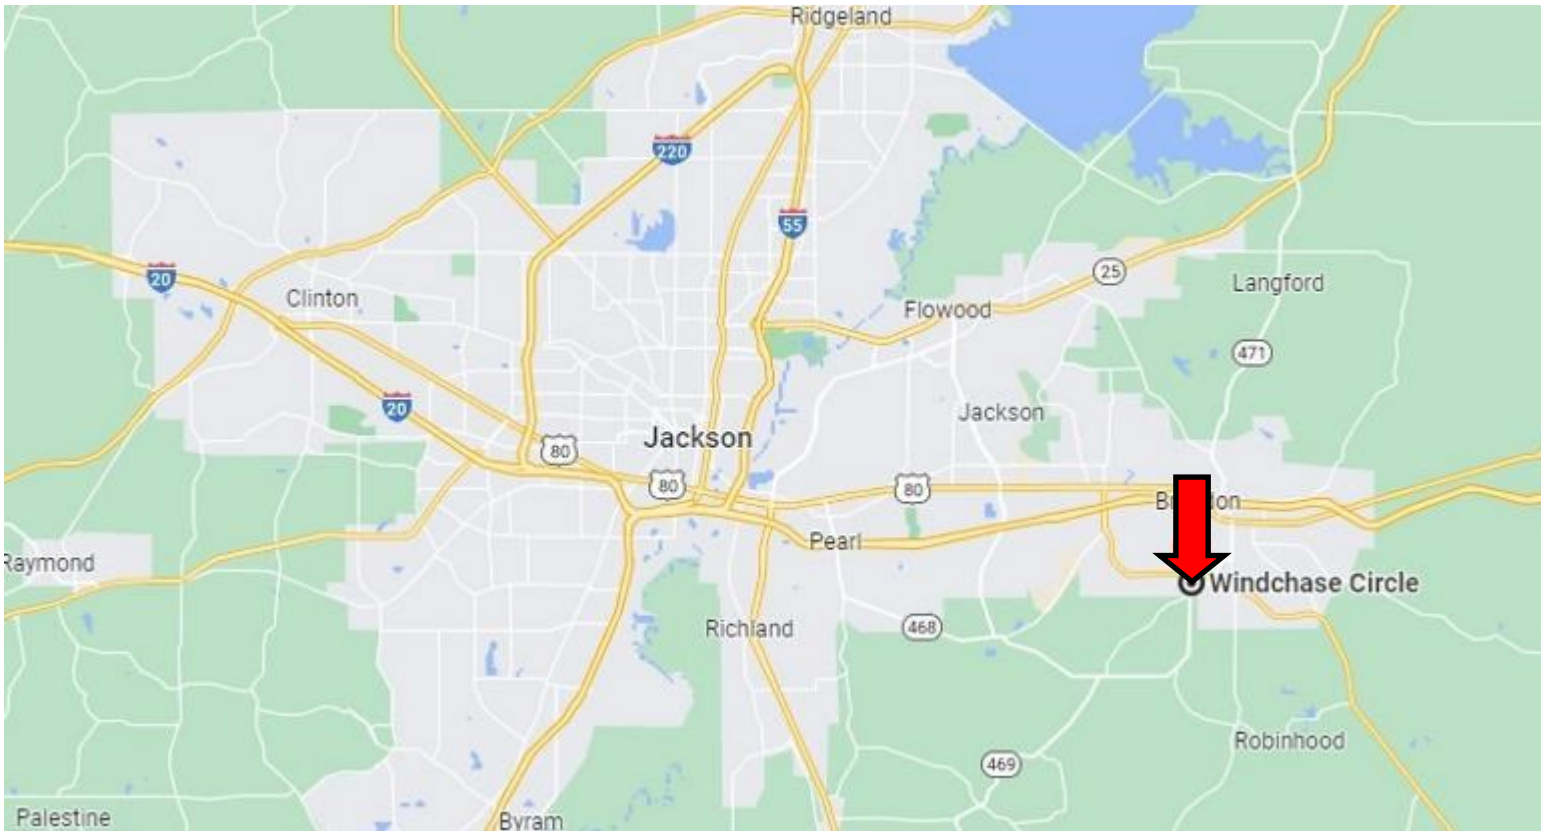 Ridgeland
220
55
25
20
Clinton
Langford
Flowood
471
20
Jackson
Jackson
80
80
80
Pearl
Raymond
Windchase Circle
Richland
468
Robinhood
469
Palestine
Byram